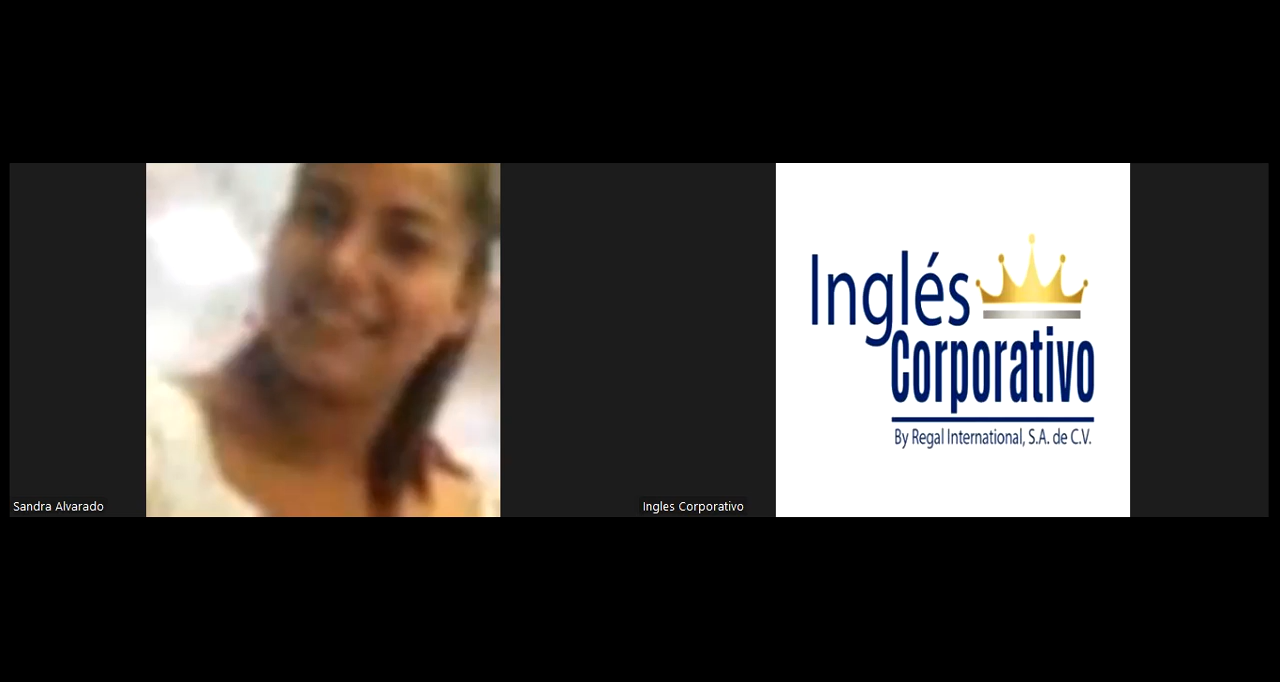 Inglés
Corporativo
By Regal International, S.A. de C.V.
Sandra Alvarado
Ingles Corporativo